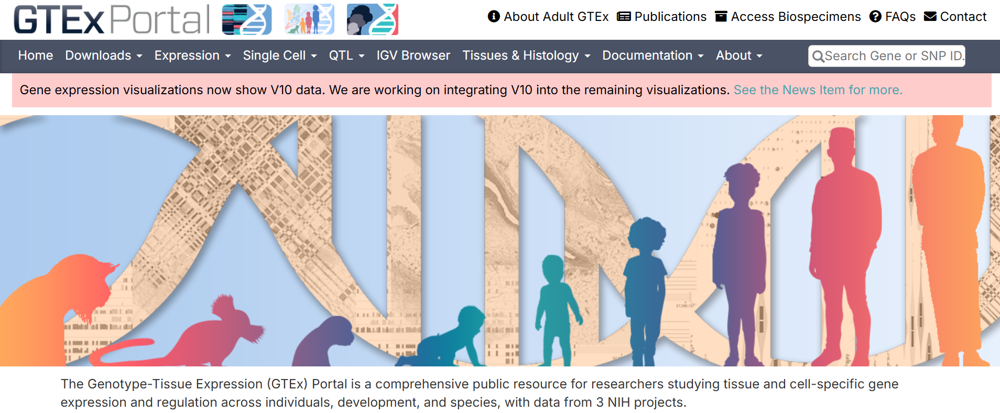 GTEx Portal
About Adult GTEx Publications Access Biospecimens FAQs Contact
Home Downloads Expression Single Cell QTL IGV Browser Tissues & Histology Documentation About Search Gene or SNP ID.
Gene expression visualizations now show V10 data. We are working on integrating V10 into the remaining visualizations. See the News Item for more.
The Genotype-Tissue Expression (GTEx) Portal is a comprehensive public resource for researchers studying tissue and cell-specific gene
expression and regulation across individuals, development, and species, with data from 3 NIH projects.